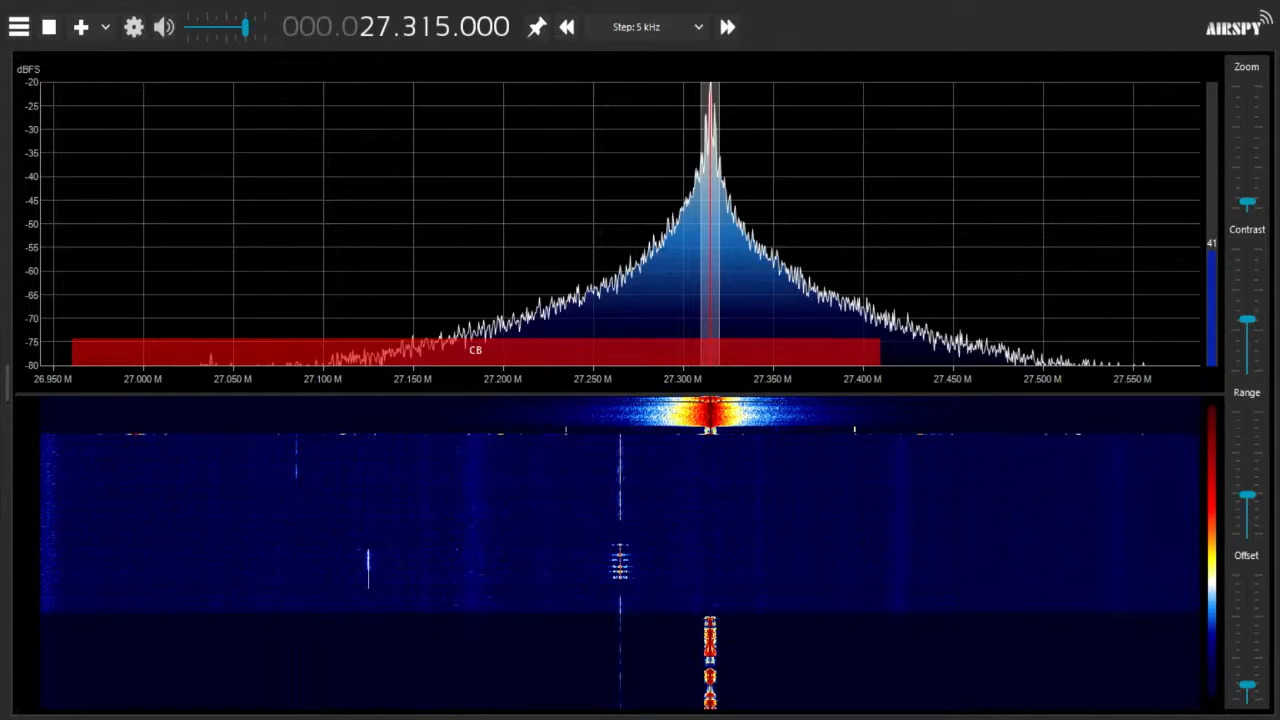 000.027.315.000
Step: 5 kHz
AIRSPY
dBFS
Zoom
-20
-25
-30
-35
-40
-45
-50
-55
-60
-65
-70
-75
-80
CB
41
26.950 M 27.000 M 27.050 M 27.100 M 27.150 M 27.200 M 27.250 M 27.300 M 27.350 M 27.400 M 27.450 M 27.500 M 27.550 M
Contrast
Range
Offset